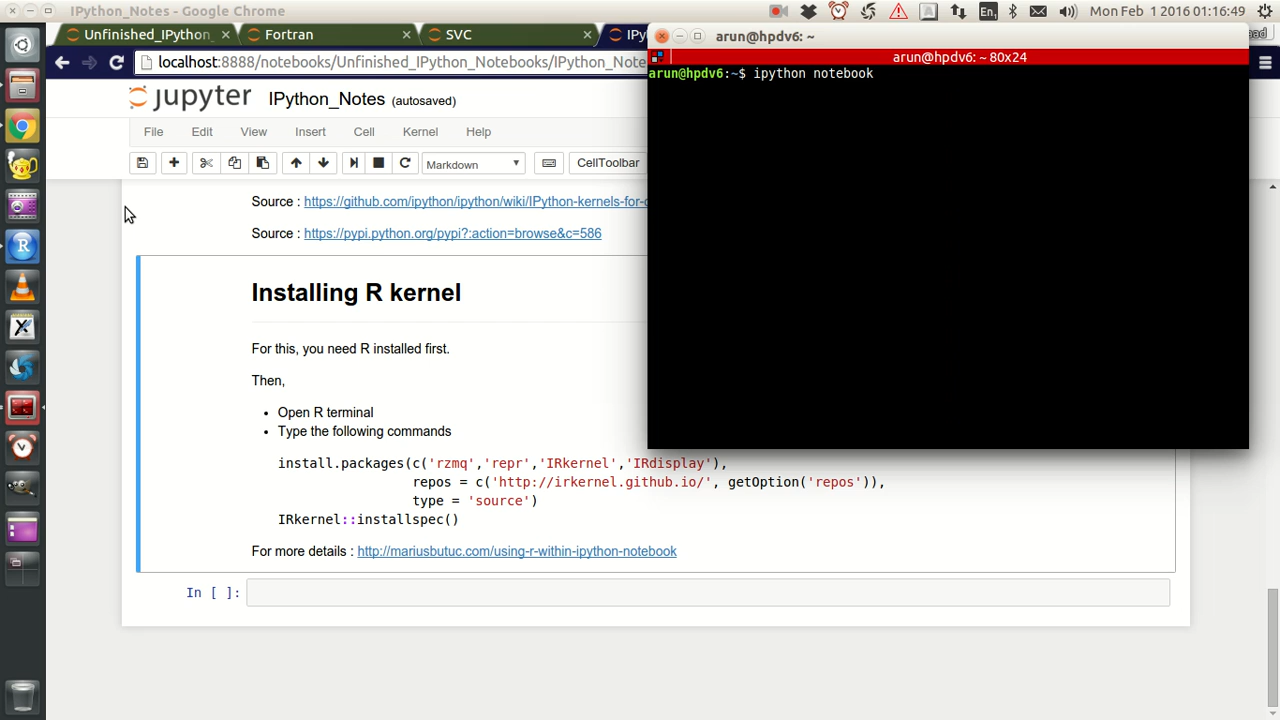 IPython_Notes - Google Chrome
En
Mon Feb 1 2016 01:16:49
Unfinished_IPython_
Fortran
SVC
IPy
ad
localhost:8888/notebooks/Unfinished_IPython_Notebooks/IPython_Note
jupyter IPython_Notes (autosaved)
File Edit View Insert Cell Kernel Help
Markdown
CellToolbar
Source : https://github.com/ipython/ipython/wiki/IPython-kernels-for-o
Source : https://pypi.python.org/pypi?:action=browse&c=586
Installing R kernel
For this, you need R installed first.
Then,
• Open R terminal
• Type the following commands
install.packages(c('rzmq','repr','IRkernel','IRdisplay'),
repos = c('http://irkernel.github.io/', getOption('repos')),
type = 'source')
IRkernel::installspec()
For more details : http://mariusbutuc.com/using-r-within-ipython-notebook
In [ ]:
arun@hpdv6: ~
arun@hpdv6: ~ 80x24
arun@hpdv6:~$ ipython notebook